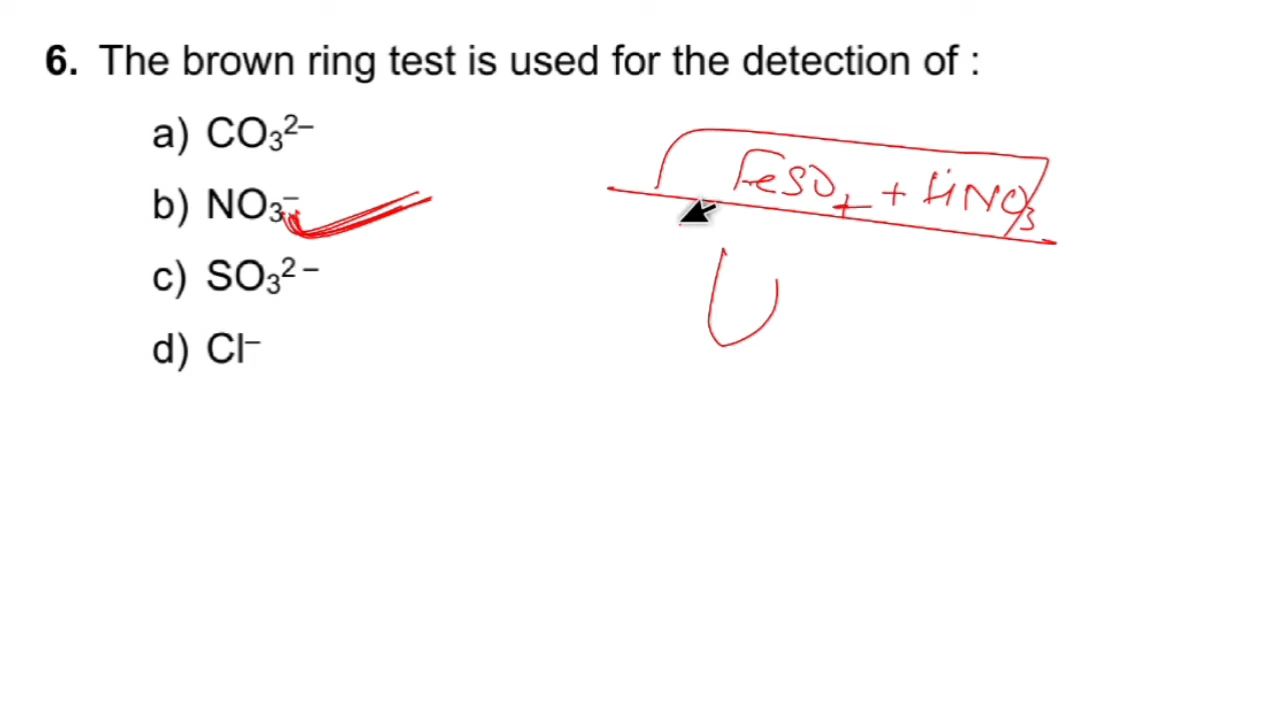 6. The brown ring test is used for the detection of :
a) CO₃²⁻
b) NO₃⁻
FeSO₄ + HNO₃
c) SO₃²⁻
d) Cl⁻